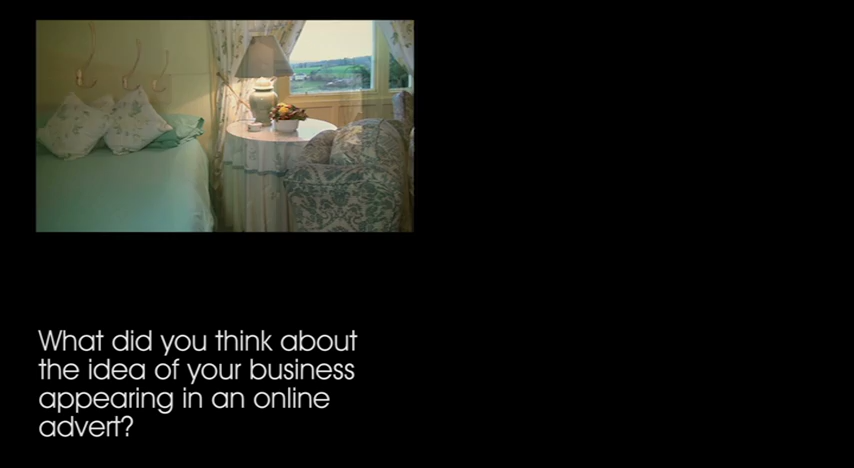 What did you think about
the idea of your business
appearing in an online
advert?